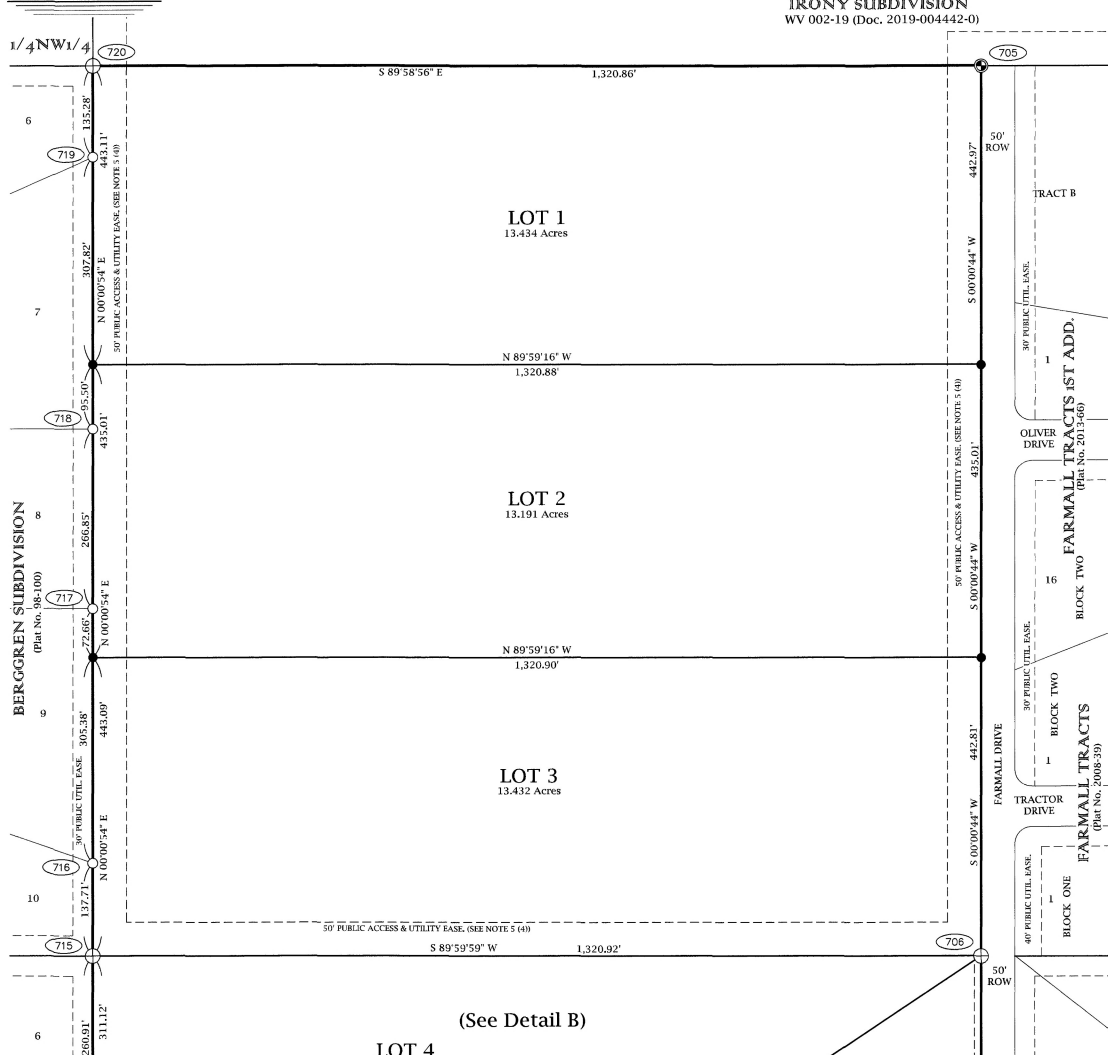 IRONY SUBDIVISION
WV 002-19 (Doc. 2019-004442-0)
1/4NW1/4
720
705
S 89°58'56" E 1,320.86'
6
135.28'
719
443.11'
50' PUBLIC ACCESS & UTILITY EASE. (SEE NOTE 5 (4))
307.82'
N 00°00'54" E
7
LOT 1
13.434 Acres
442.97'
S 00°00'44" W
50'
ROW
TRACT B
30' PUBLIC UTIL. EASE.
1
FARMALL TRACTS 1ST ADD.
(Plat No. 2013-66)
N 89°59'16" W
1,320.88'
95.50'
718
435.01'
OLIVER
DRIVE
50' PUBLIC ACCESS & UTILITY EASE. (SEE NOTE 5 (4))
435.01'
S 00°00'44" W
LOT 2
13.191 Acres
8
266.85'
BERGGREN SUBDIVISION
(Plat No. 98-100)
717
N 00°00'54" E
72.66'
16
BLOCK TWO
30' PUBLIC UTIL. EASE.
N 89°59'16" W
1,320.90'
9
305.38'
443.09'
442.81'
FARMALL DRIVE
BLOCK TWO
1
FARMALL TRACTS
(Plat No. 2008-39)
LOT 3
13.432 Acres
30' PUBLIC UTIL. EASE.
N 00°00'54" E
S 00°00'44" W
TRACTOR
DRIVE
716
10
137.71'
40' PUBLIC UTIL. EASE.
1
BLOCK ONE
50' PUBLIC ACCESS & UTILITY EASE. (SEE NOTE 5 (4))
715
S 89°59'59" W 1,320.92'
706
50'
ROW
6
260.91'
311.12'
(See Detail B)
LOT 4